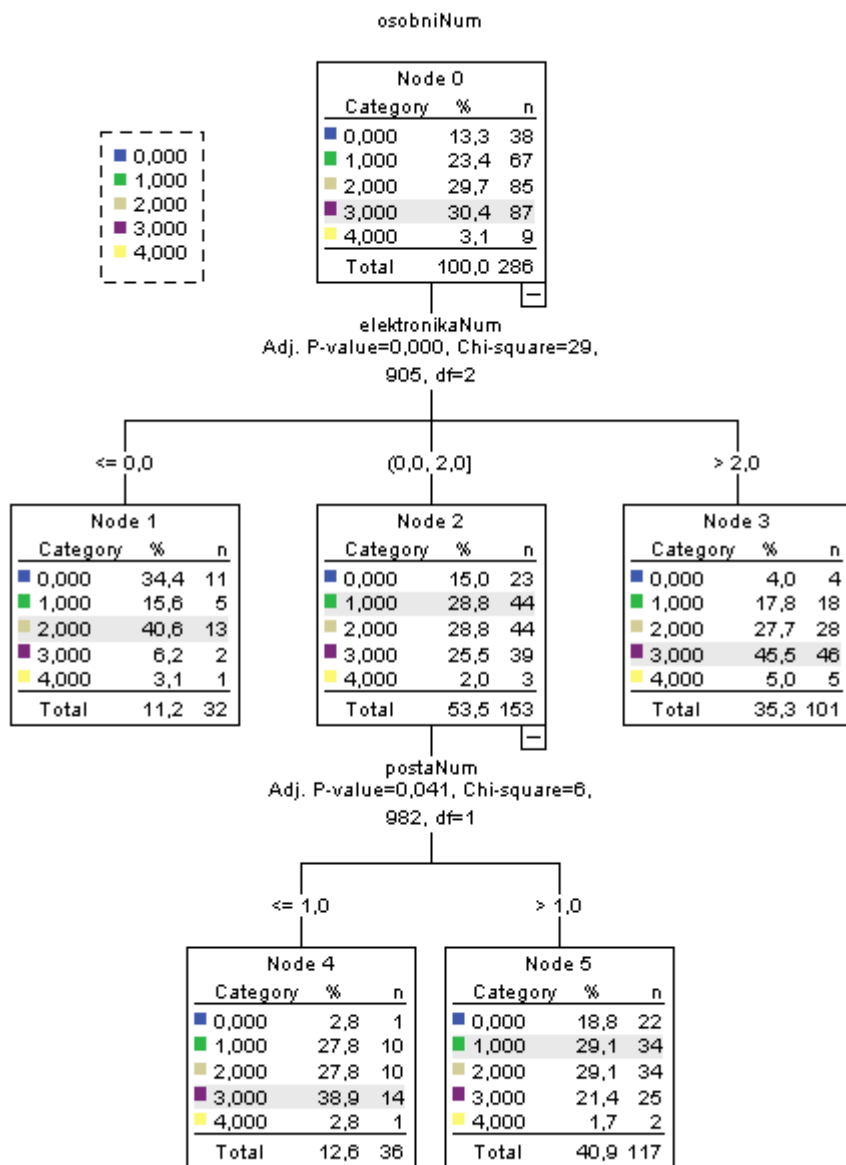 osobniNum
Node 0
Category % n
0,000 13,3 38
1,000 23,4 67
2,000 29,7 85
3,000 30,4 87
4,000 3,1 9
Total 100,0 286
0,000
1,000
2,000
3,000
4,000
elektronikaNum
Adj. P-value=0,000, Chi-square=29,
905, df=2
<= 0,0
(0,0, 2,0]
> 2,0
Node 1
Category % n
0,000 34,4 11
1,000 15,6 5
2,000 40,6 13
3,000 6,2 2
4,000 3,1 1
Total 11,2 32
Node 2
Category % n
0,000 15,0 23
1,000 28,8 44
2,000 28,8 44
3,000 25,5 39
4,000 2,0 3
Total 53,5 153
Node 3
Category % n
0,000 4,0 4
1,000 17,8 18
2,000 27,7 28
3,000 45,5 46
4,000 5,0 5
Total 35,3 101
postaNum
Adj. P-value=0,041, Chi-square=6,
982, df=1
<= 1,0
> 1,0
Node 4
Category % n
0,000 2,8 1
1,000 27,8 10
2,000 27,8 10
3,000 38,9 14
4,000 2,8 1
Total 12,6 36
Node 5
Category % n
0,000 18,8 22
1,000 29,1 34
2,000 29,1 34
3,000 21,4 25
4,000 1,7 2
Total 40,9 117